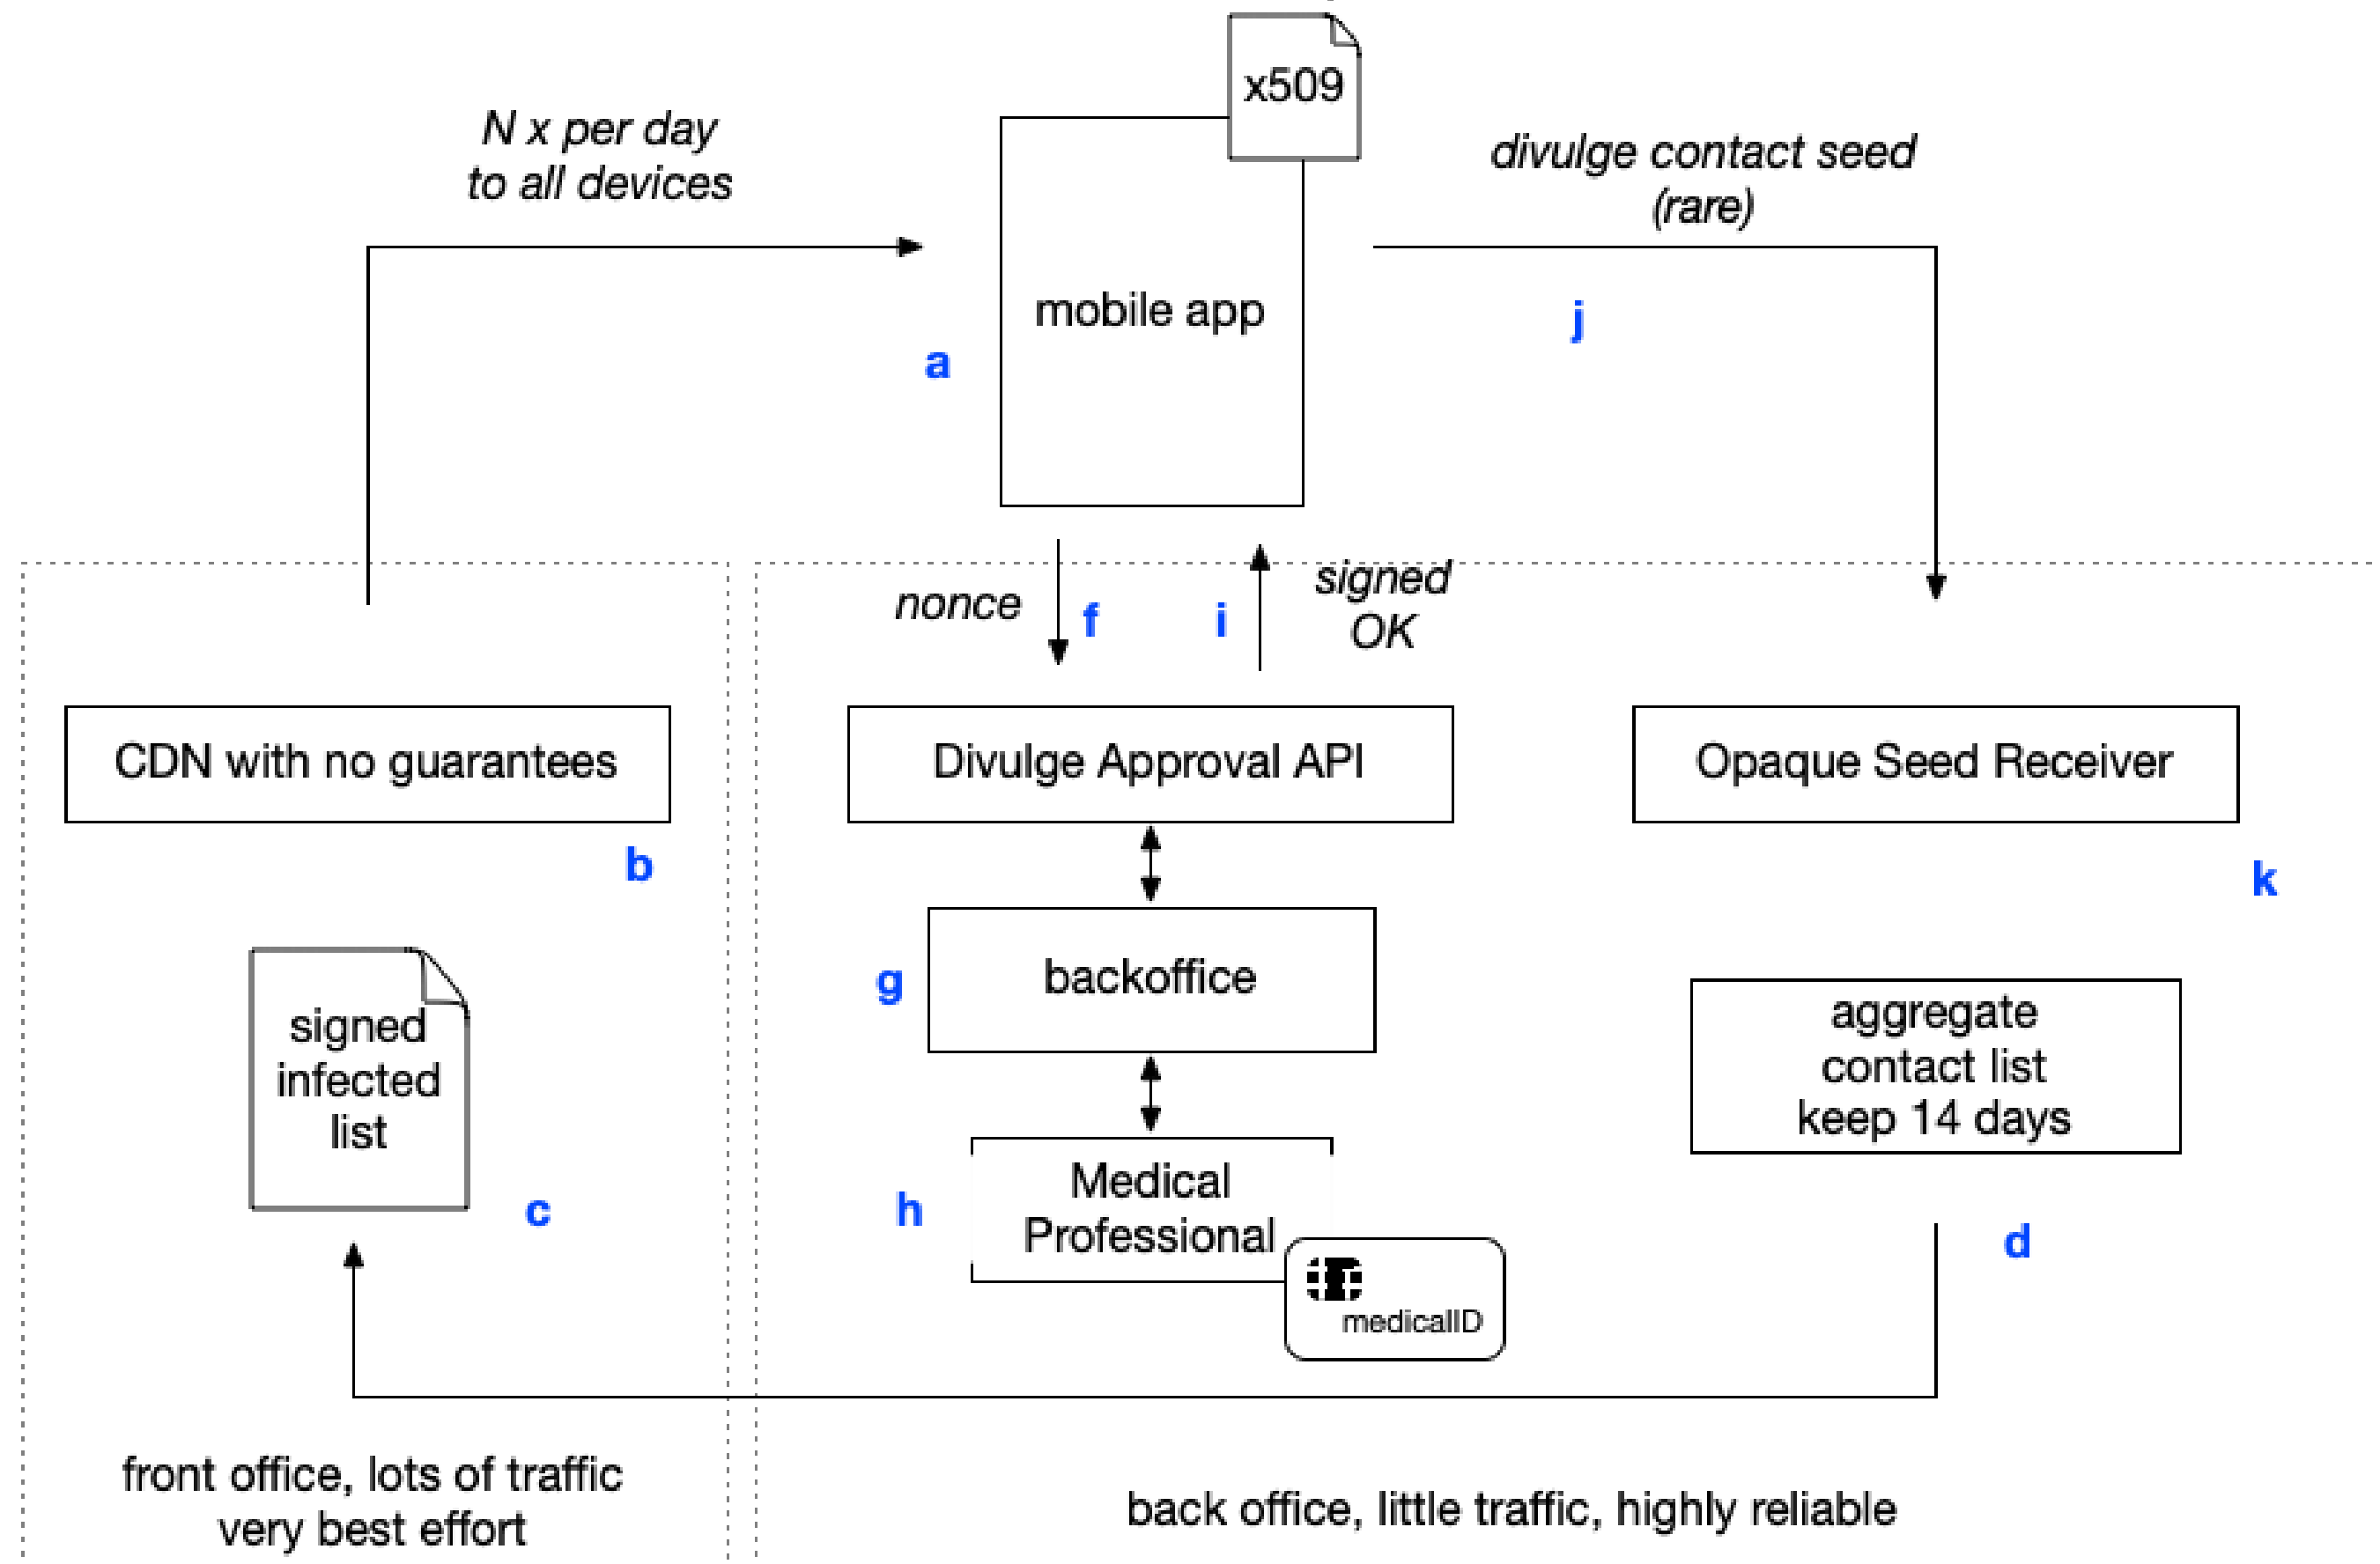 x509
N x per day
to all devices
divulge contact seed
(rare)
mobile app
a
j
nonce
f
i
signed
OK
CDN with no guarantees
Divulge Approval API
Opaque Seed Receiver
b
k
g
backoffice
signed
infected
list
aggregate
contact list
keep 14 days
c
h
Medical
Professional
d
medicalID
front office, lots of traffic
very best effort
back office, little traffic, highly reliable